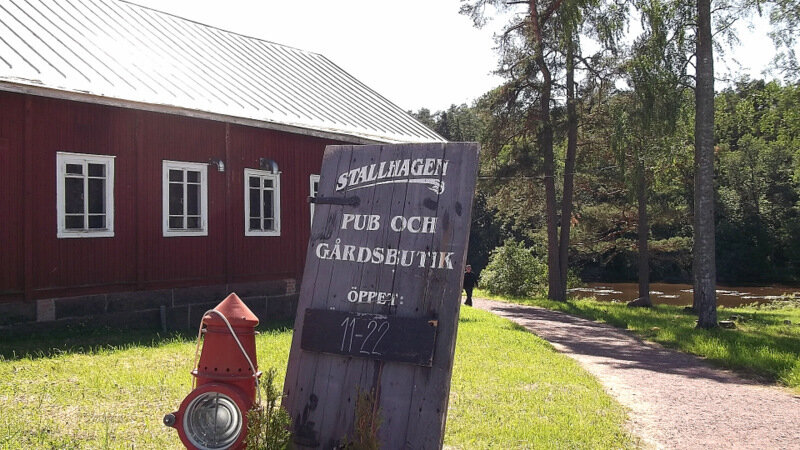 STALLHAGEN
PUB OCH
GÅRDSBUTIK
ÖPPET:
11-22